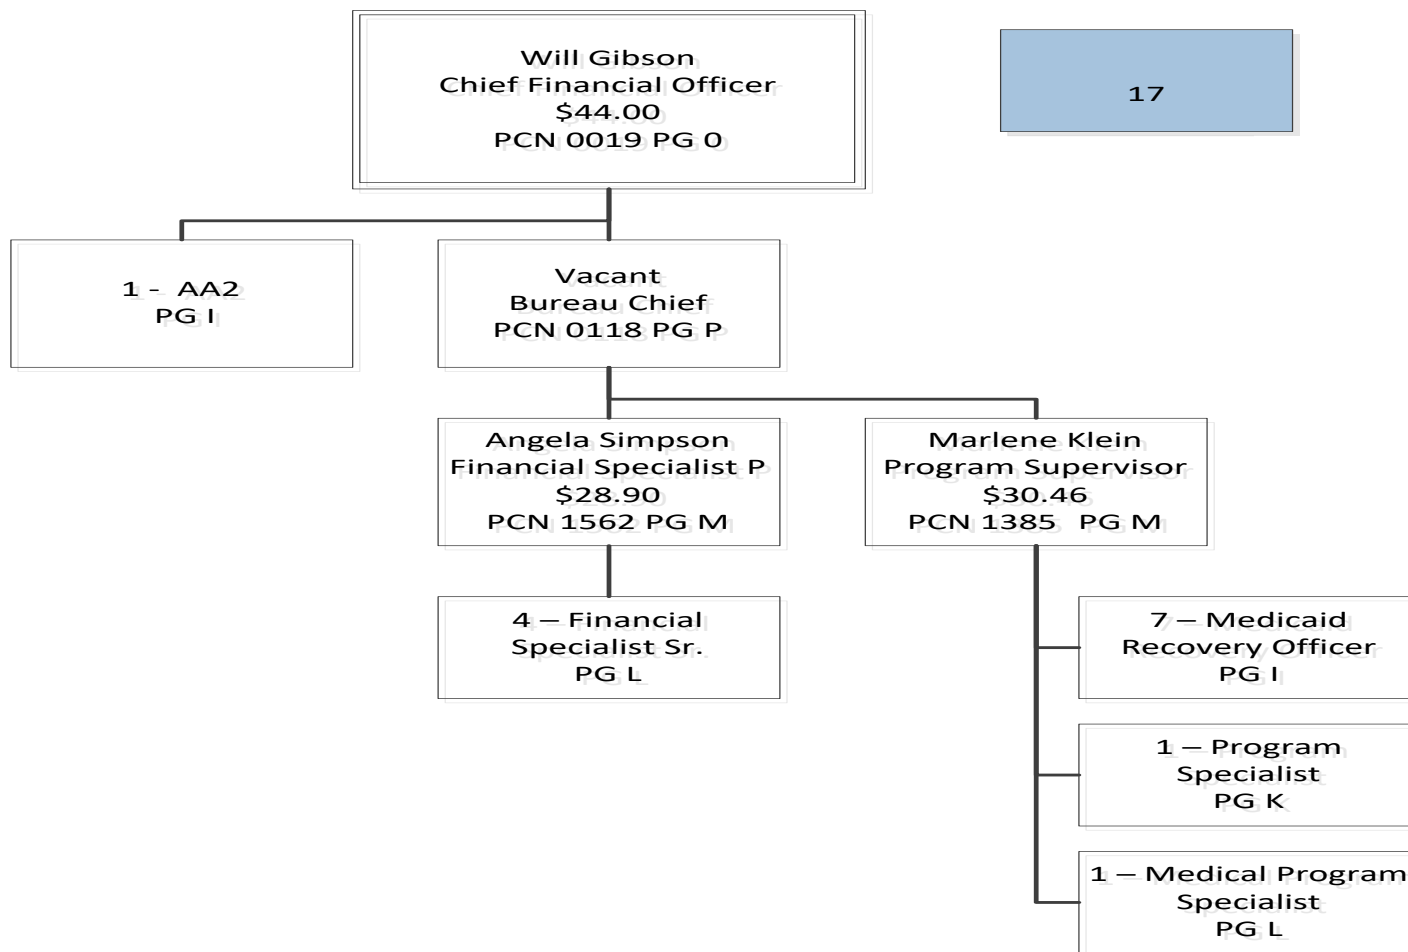 Will Gibson
Chief Financial Officer
$44.00
PCN 0019 PG 0
17
1 - AA2
PG I
Vacant
Bureau Chief
PCN 0118 PG P
Angela Simpson
Financial Specialist P
$28.90
PCN 1562 PG M
Marlene Klein
Program Supervisor
$30.46
PCN 1385 PG M
4 – Financial
Specialist Sr.
PG L
7 – Medicaid
Recovery Officer
PG I
1 – Program
Specialist
PG K
1 – Medical Program
Specialist
PG L